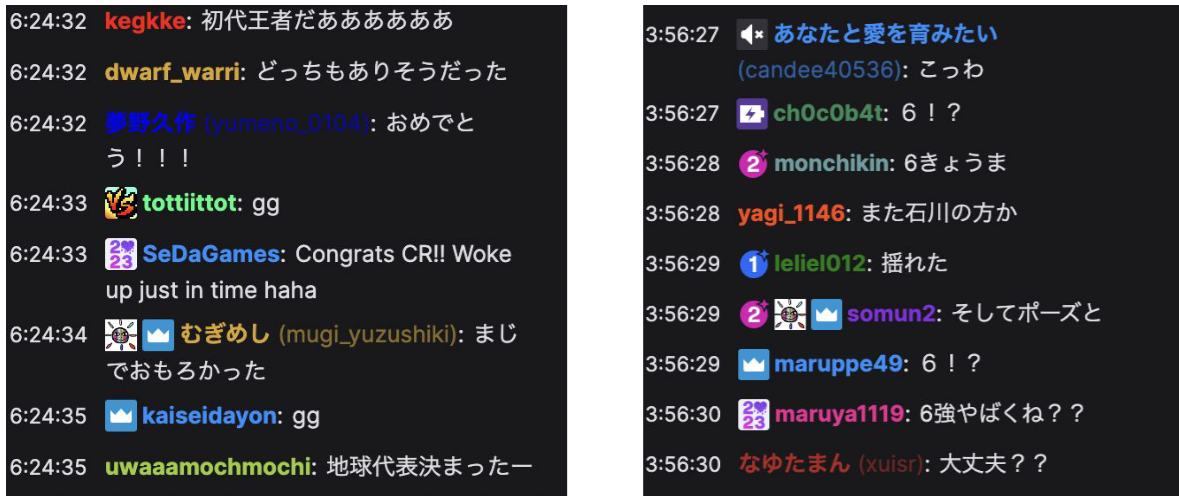 6:24:32 kegkke: 初代王者だああああああ
6:24:32 dwarf_warri: どっちもありそうだった
6:24:32 夢野久作 (yumeno_0104): おめでと
う！！！
6:24:33 VS tottiittot: gg
6:24:33 2023 SeDaGames: Congrats CR!! Woke
up just in time haha
6:24:34 むぎめし (mugi_yuzushiki): まじ
でおもろかった
6:24:35 kaiseidayon: gg
6:24:35 uwaaamochmochi: 地球代表決まったー
3:56:27 あなたと愛を育みたい
(candee40536): こっわ
3:56:27 ch0c0b4t: 6！？
3:56:28 2 monchikin: 6きょうま
3:56:28 yagi_1146: また石川の方か
3:56:29 1 leliel012: 揺れた
3:56:29 2 somun2: そしてポーズと
3:56:29 maruppe49: 6！？
3:56:30 2023 maruya1119: 6強やばくね？？
3:56:30 なゆたまん (xuisr): 大丈夫？？